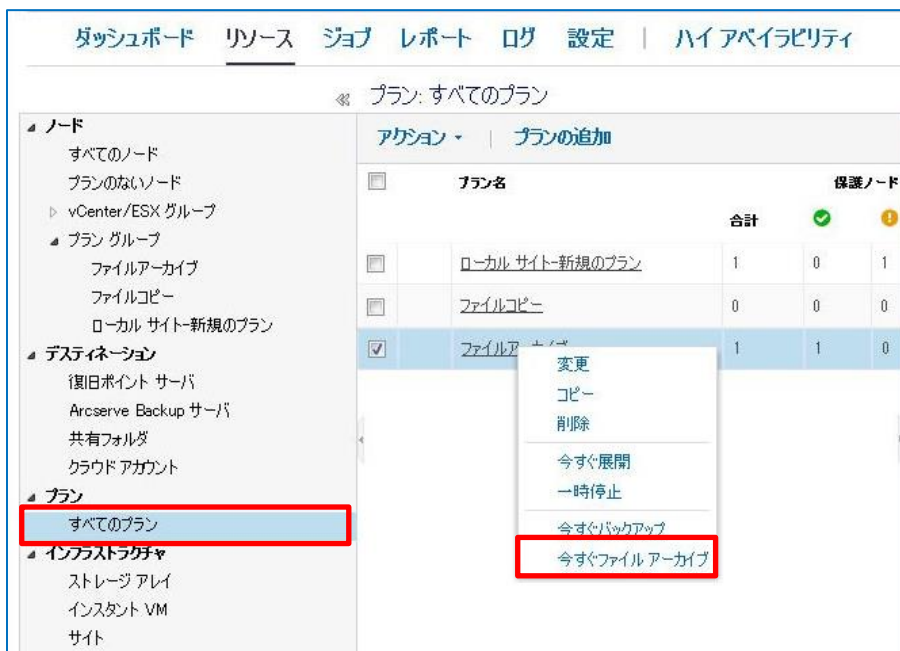 ダッシュボード リソース ジョブ レポート ログ 設定 | ハイ アベイラビリティ
プラン: すべてのプラン
アクション | プランの追加
ノード
すべてのノード
プランのないノード
vCenter/ESX グループ
プラン グループ
ファイルアーカイブ
ファイルコピー
ローカル サイト-新規のプラン
デスティネーション
復旧ポイント サーバ
Arcserve Backup サーバ
共有フォルダ
クラウド アカウント
プラン
すべてのプラン
インフラストラクチャ
ストレージ アレイ
インスタント VM
サイト
プラン名 保護ノード
合計
ローカル サイト-新規のプラン 1 0 1
ファイルコピー 0 0 0
ファイルア 1 1 0
変更
コピー
削除
今すぐ展開
一時停止
今すぐバックアップ
今すぐファイル アーカイブ